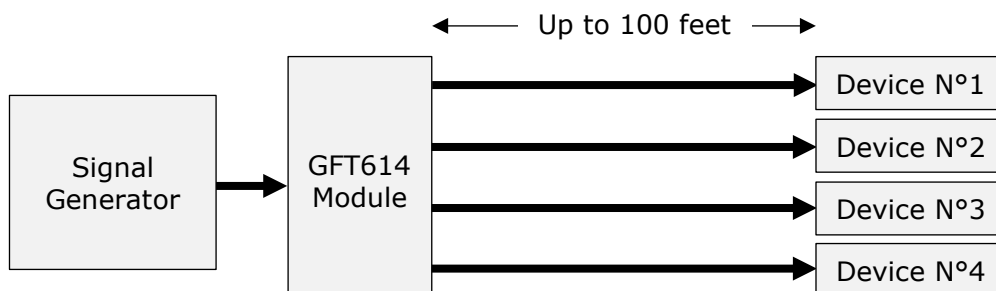 Up to 100 feet
Signal
Generator
GFT614
Module
Device N°1
Device N°2
Device N°3
Device N°4